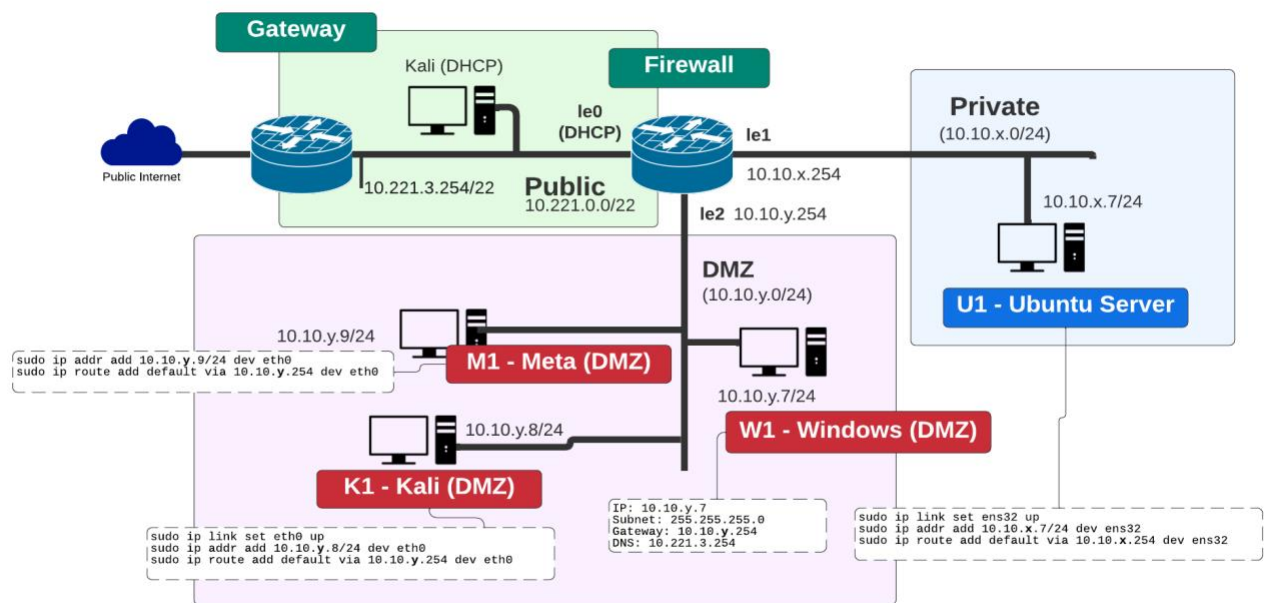 Gateway
Kali (DHCP)
Firewall
le0
(DHCP)
le1
Private
(10.10.x.0/24)
Public Internet
10.221.3.254/22
Public
10.221.0.0/22
10.10.x.254
10.10.x.7/24
le2 10.10.y.254
DMZ
(10.10.y.0/24)
U1 - Ubuntu Server
10.10.y.9/24
sudo ip addr add 10.10.y.9/24 dev eth0
sudo ip route add default via 10.10.y.254 dev eth0
M1 - Meta (DMZ)
10.10.y.7/24
W1 - Windows (DMZ)
10.10.y.8/24
K1 - Kali (DMZ)
sudo ip link set eth0 up
sudo ip addr add 10.10.y.8/24 dev eth0
sudo ip route add default via 10.10.y.254 dev eth0
IP: 10.10.y.7
Subnet: 255.255.255.0
Gateway: 10.10.y.254
DNS: 10.221.3.254
sudo ip link set ens32 up
sudo ip addr add 10.10.x.7/24 dev ens32
sudo ip route add default via 10.10.x.254 dev ens32